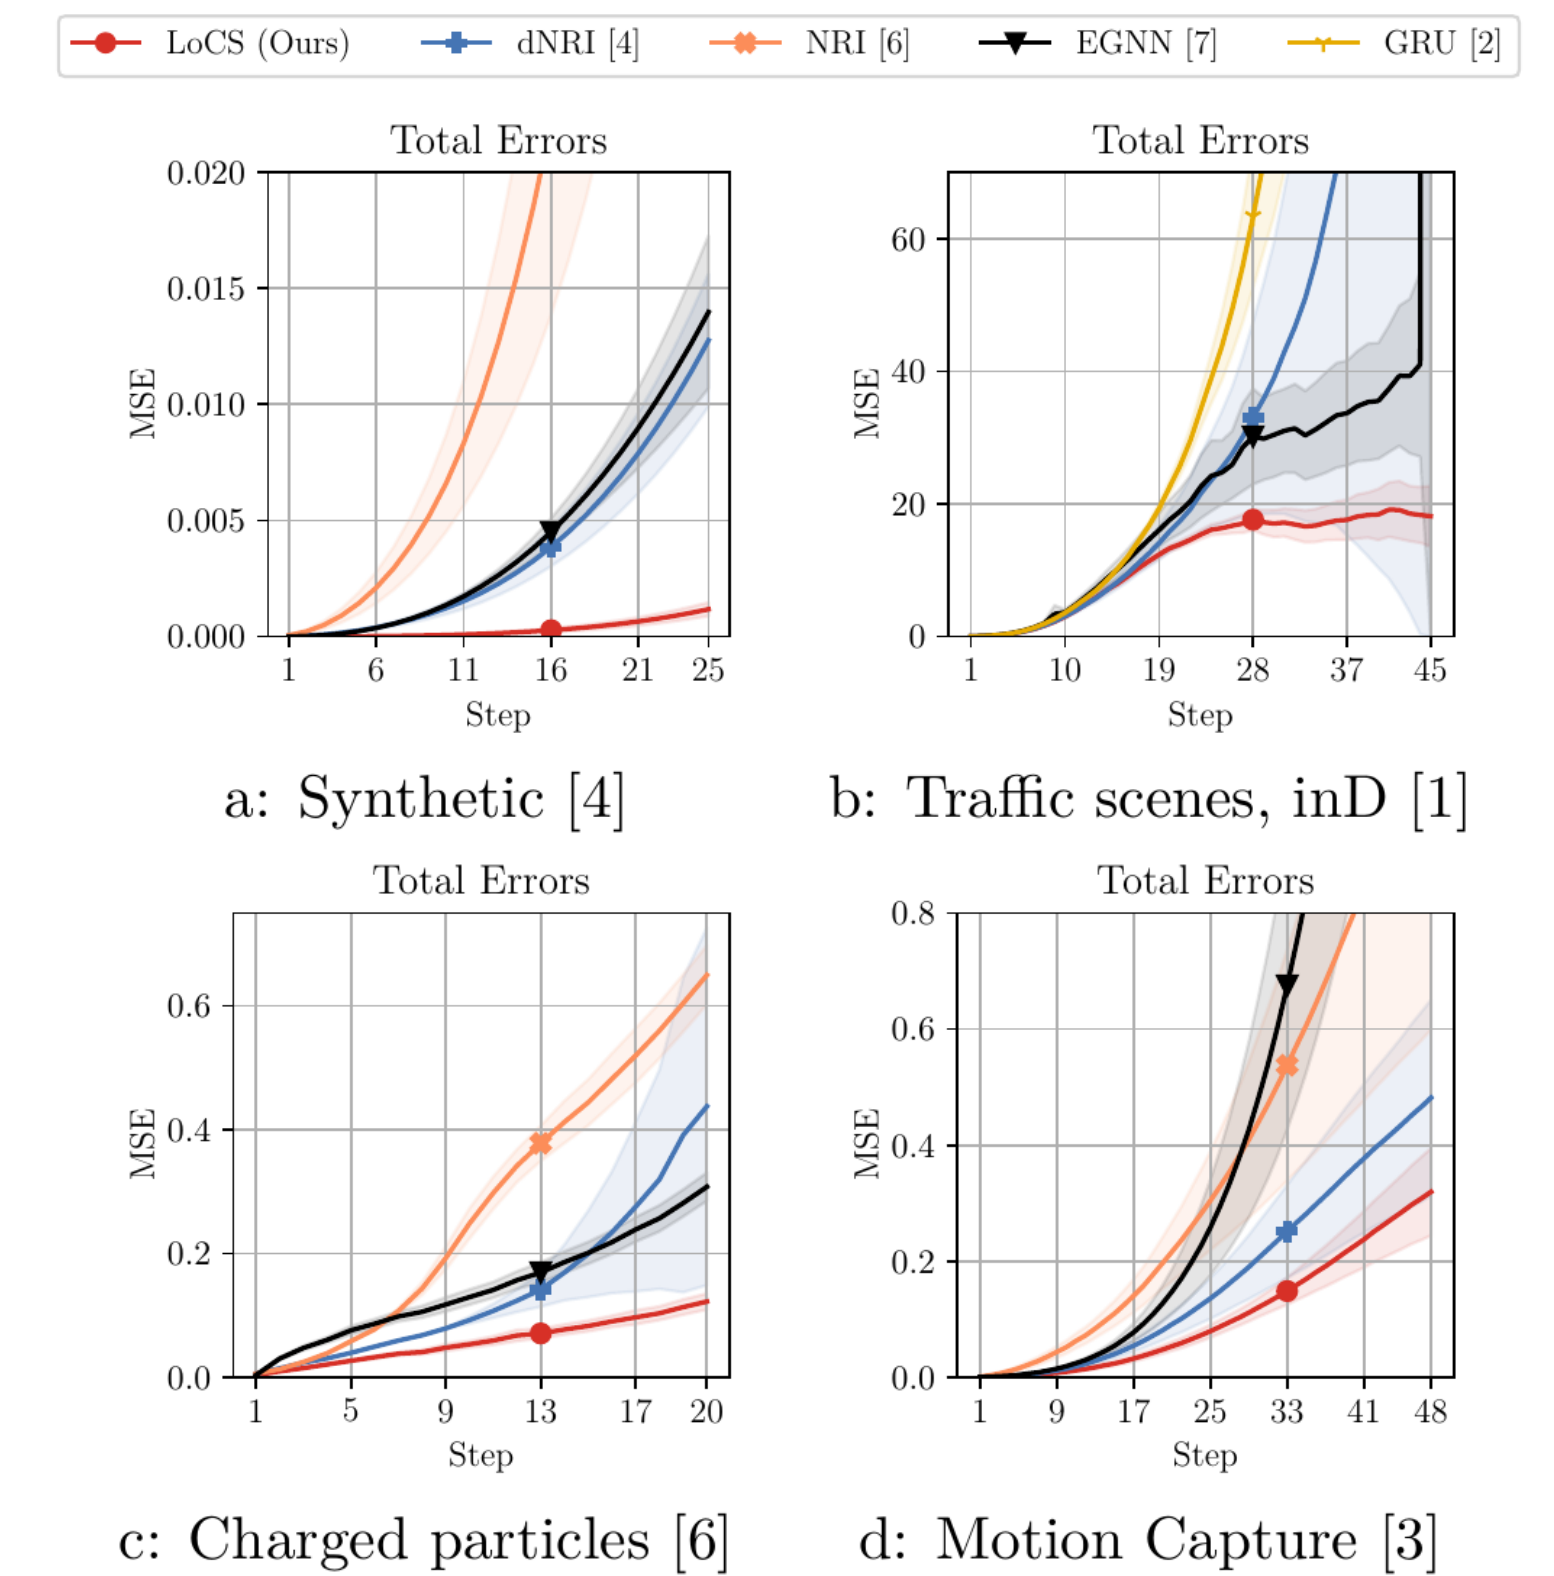 LoCS (Ours) dNRI [4] NRI [6] EGNN [7] GRU [2]
Total Errors
0.020
0.015
0.010
0.005
0.000
MSE
1 6 11 16 21 25
Step
a: Synthetic [4]
Total Errors
60
40
20
0
MSE
1 10 19 28 37 45
Step
b: Traffic scenes, inD [1]
Total Errors
0.6
0.4
0.2
0.0
MSE
1 5 9 13 17 20
Step
c: Charged particles [6]
Total Errors
0.8
0.6
0.4
0.2
0.0
MSE
1 9 17 25 33 41 48
Step
d: Motion Capture [3]